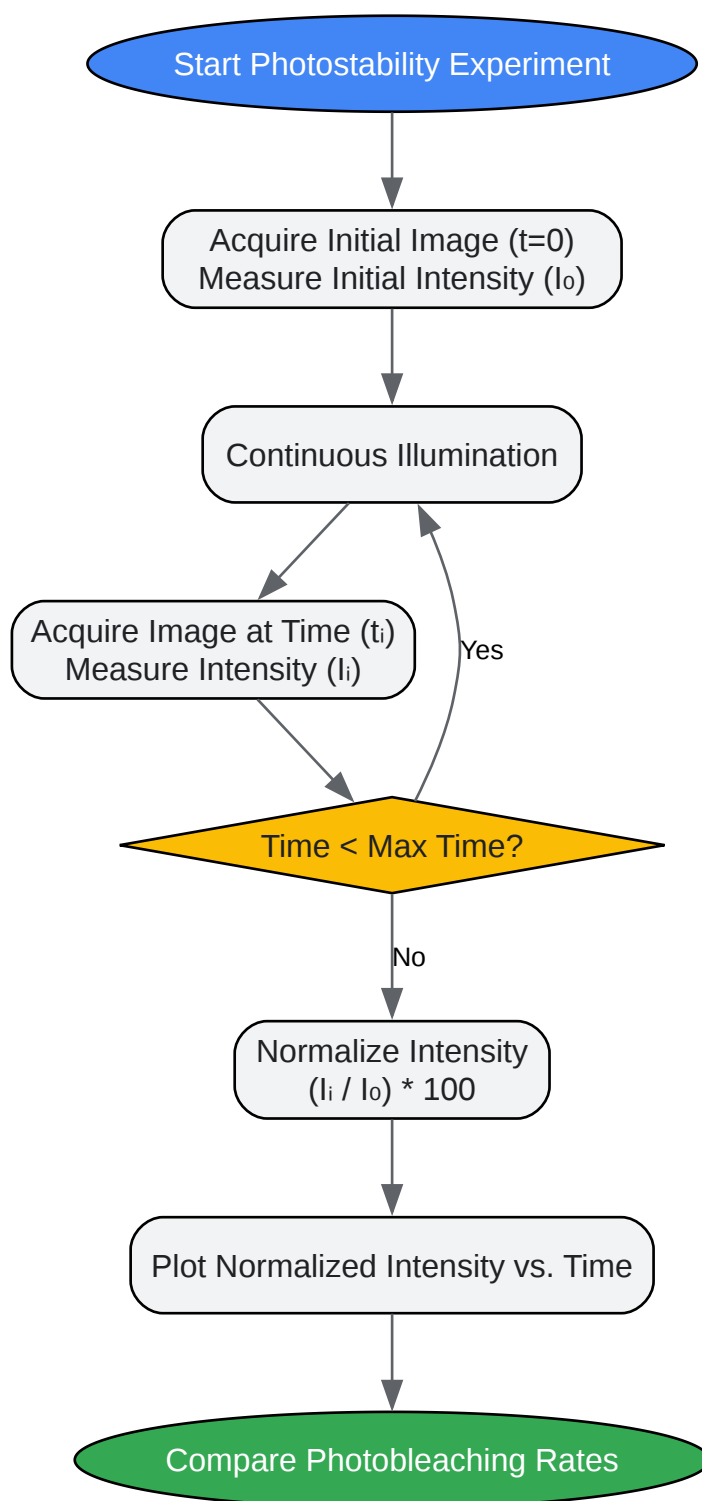 Start Photostability Experiment
Acquire Initial Image (t=0)
Measure Initial Intensity (I₀)
Continuous Illumination
Acquire Image at Time (tᵢ)
Measure Intensity (Iᵢ)
Yes
Time < Max Time?
No
Normalize Intensity
(Iᵢ / I₀) * 100
Plot Normalized Intensity vs. Time
Compare Photobleaching Rates